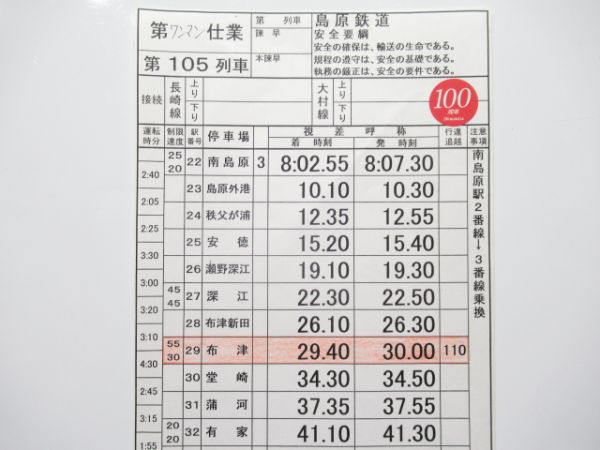 第ワンマン仕業
第 105 列車
第 列車
諫早
本諫早
島原鉄道
安全要綱
安全の確保は、輸送の生命である。
規程の遵守は、安全の基礎である。
執務の厳正は、安全の要件である。
接続 長崎線 上り 下り 大村線 上り 下り
100
周年
運転時分 制限速度 駅番号 停車場 視差呼称 着時刻 発時刻 行違追越 注意事項
25 20 22 南島原 3 8:02.55 8:07.30
2:40
23 島原外港 10.10 10.30
2:05
24 秩父が浦 12.35 12.55
2:25
25 安徳 15.20 15.40
3:30
26 瀬野深江 19.10 19.30
3:00
45 45 27 深江 22.30 22.50
3:20
28 布津新田 26.10 26.30
3:10
55 30 29 布津 29.40 30.00 110
4:30
30 堂崎 34.30 34.50
2:45
31 蒲河 37.35 37.55
3:15
20 20 32 有家 41.10 41.30
1:55
南島原駅2番線→3番線乗換